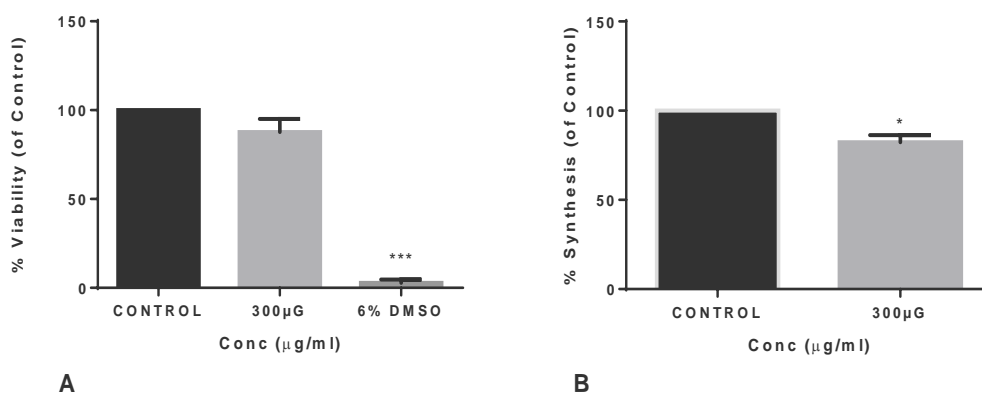 % Viability (of Control)
150
100
50
0
***
CONTROL 300µG 6% DMSO
Conc (µg/ml)
A
% Synthesis (of Control)
150
100
50
0
*
CONTROL 300µG
Conc (µg/ml)
B